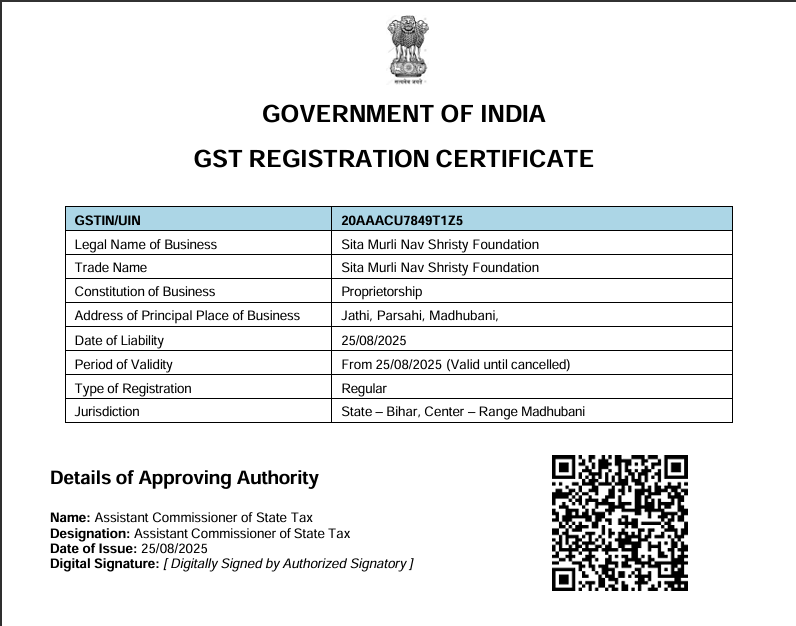 सत्यमेव जयते
GOVERNMENT OF INDIA
GST REGISTRATION CERTIFICATE
GSTIN/UIN 20AAACU7849T1Z5
Legal Name of Business Sita Murli Nav Shristy Foundation
Trade Name Sita Murli Nav Shristy Foundation
Constitution of Business Proprietorship
Address of Principal Place of Business Jathi, Parsahi, Madhubani,
Date of Liability 25/08/2025
Period of Validity From 25/08/2025 (Valid until cancelled)
Type of Registration Regular
Jurisdiction State – Bihar, Center – Range Madhubani
Details of Approving Authority
Name: Assistant Commissioner of State Tax
Designation: Assistant Commissioner of State Tax
Date of Issue: 25/08/2025
Digital Signature: [ Digitally Signed by Authorized Signatory ]